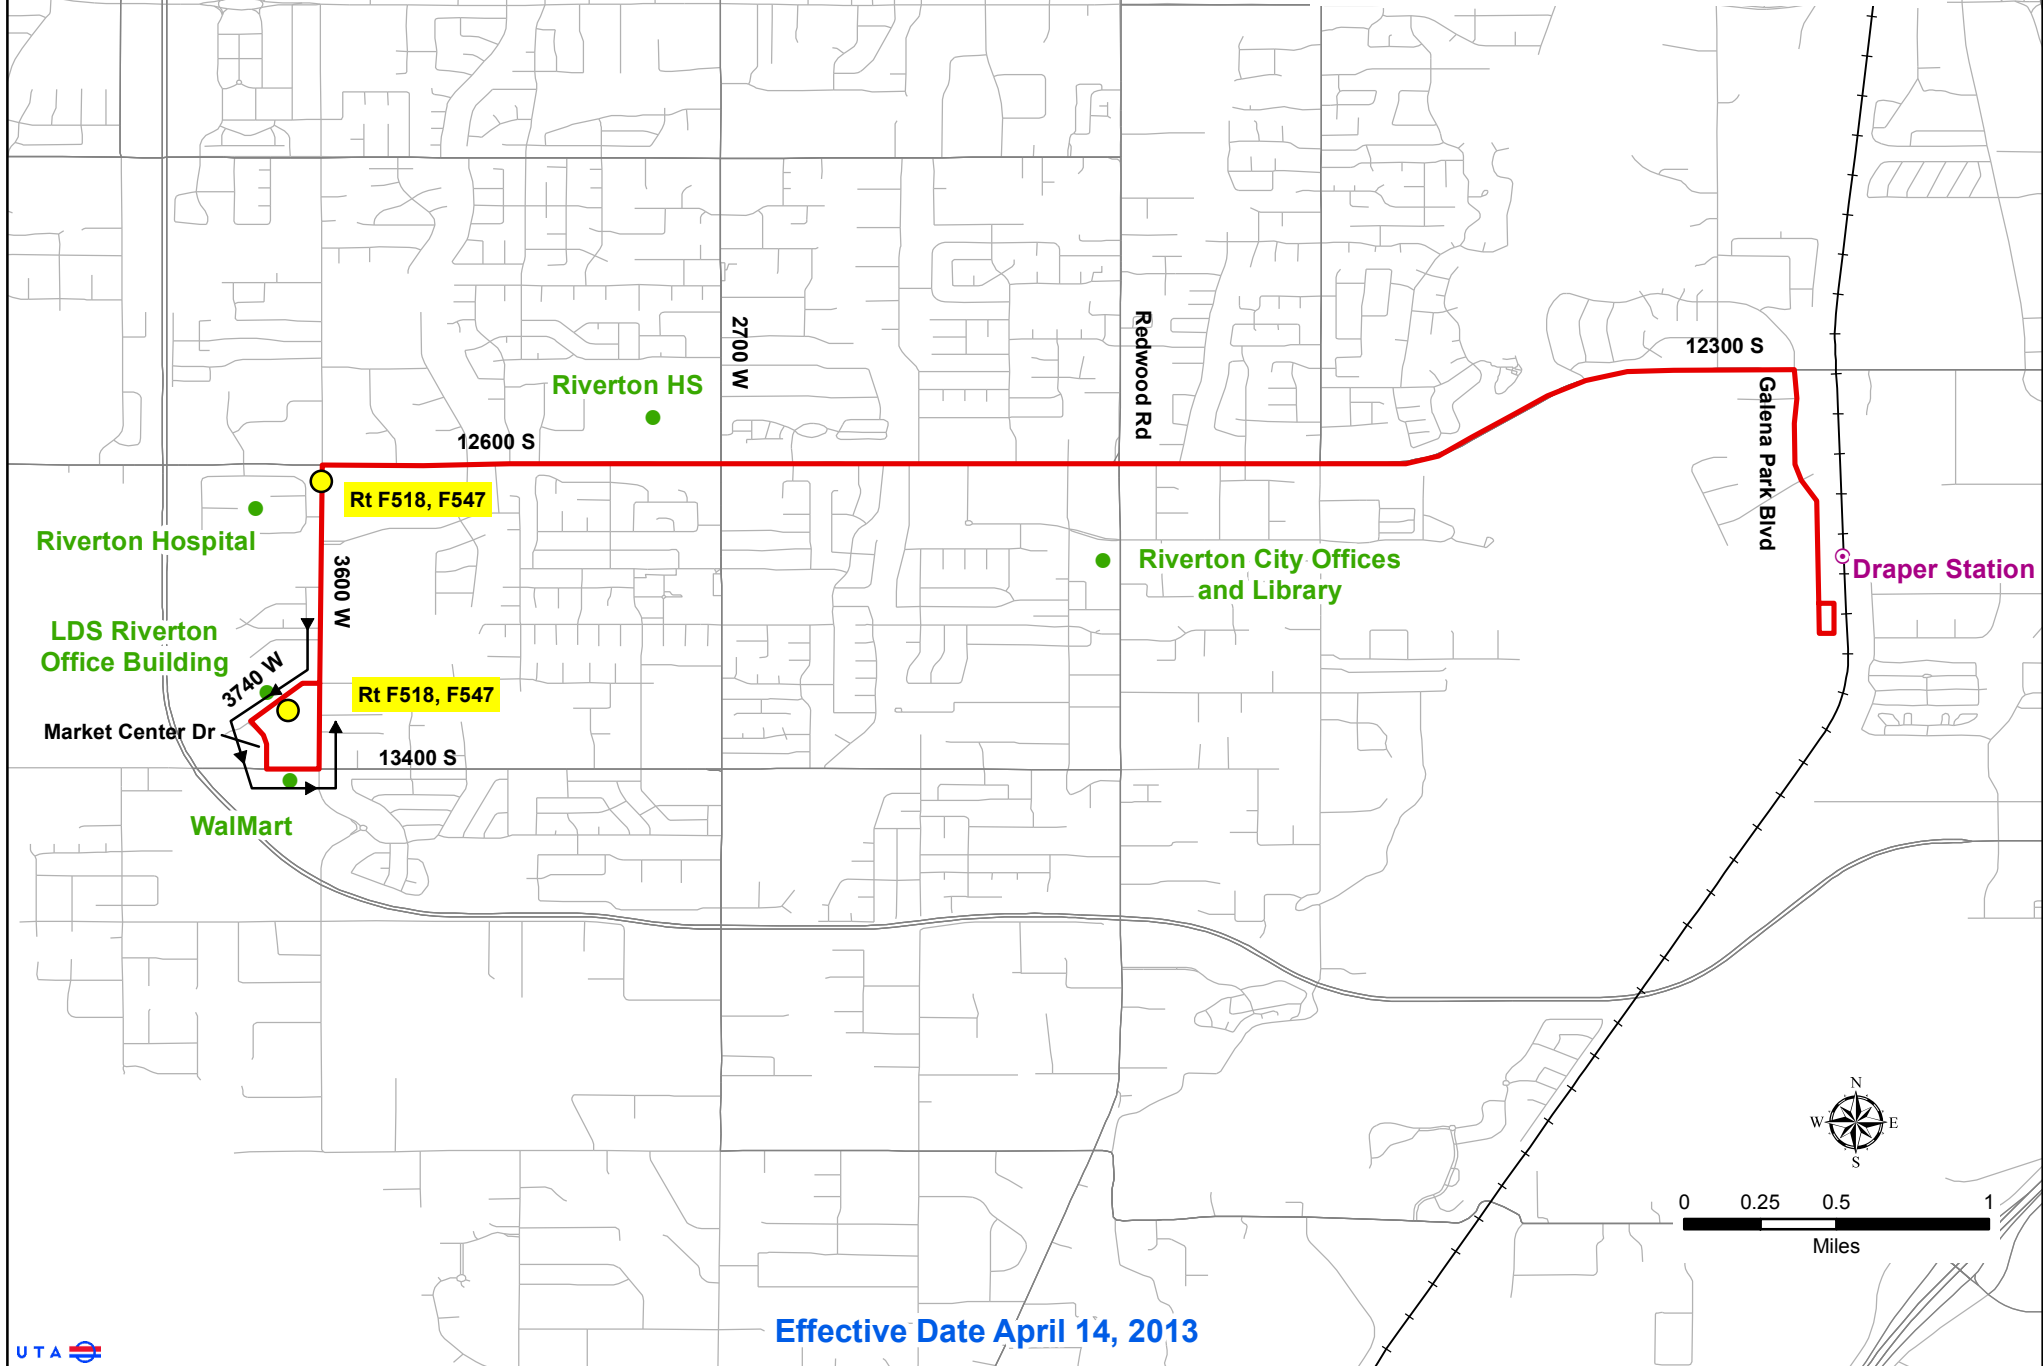 2700 W
Redwood Rd
12300 S
Riverton HS
Galena Park Blvd
12600 S
Rt F518, F547
Riverton Hospital
3600 W
Riverton City Offices
and Library
Draper Station
LDS Riverton
Office Building
3740 W
Rt F518, F547
Market Center Dr
13400 S
WalMart
N
W
E
S
0 0.25 0.5 1
Miles
Effective Date April 14, 2013
UTA